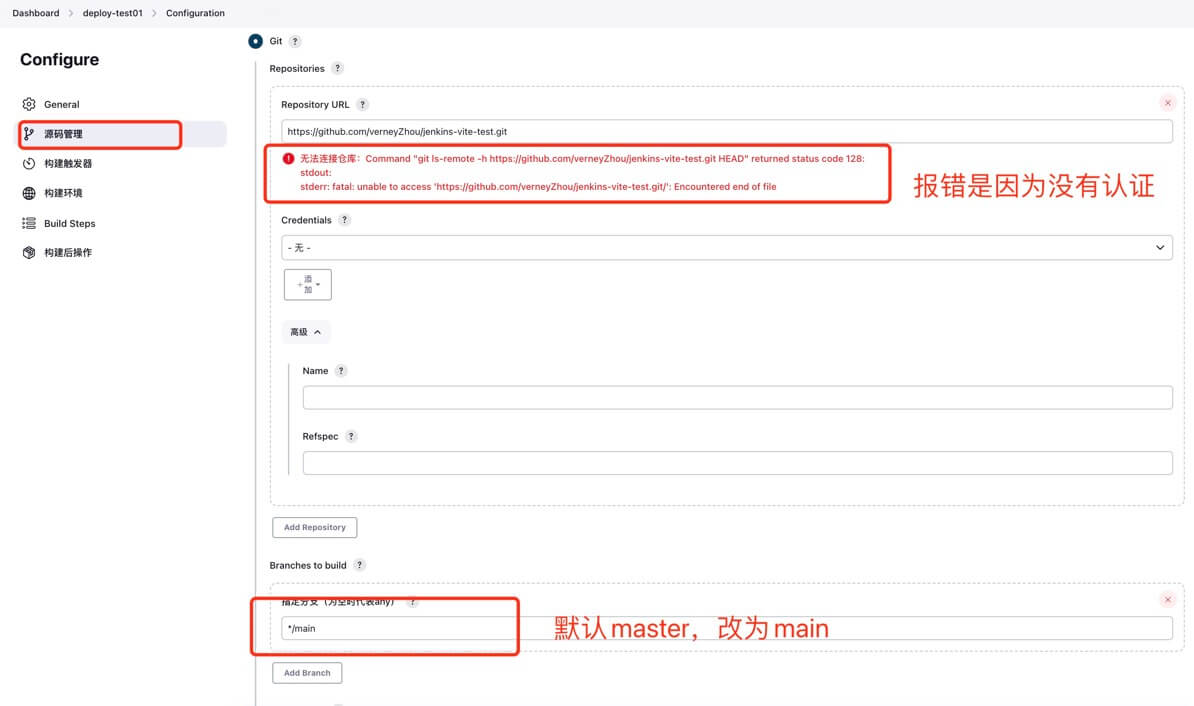 Dashboard > deploy-test01 > Configuration
Configure
General
源码管理
构建触发器
构建环境
Build Steps
构建后操作
Git ?
Repositories ?
Repository URL ?
https://github.com/verneyZhou/jenkins-vite-test.git
无法连接仓库：Command "git ls-remote -h https://github.com/verneyZhou/jenkins-vite-test.git HEAD" returned status code 128:
stdout:
stderr: fatal: unable to access 'https://github.com/verneyZhou/jenkins-vite-test.git/': Encountered end of file
报错是因为没有认证
Credentials ?
- 无 -
添
加
高级
Name ?
Refspec ?
Add Repository
Branches to build ?
指定分支（为空时代表any） ?
*/main
默认master，改为main
Add Branch